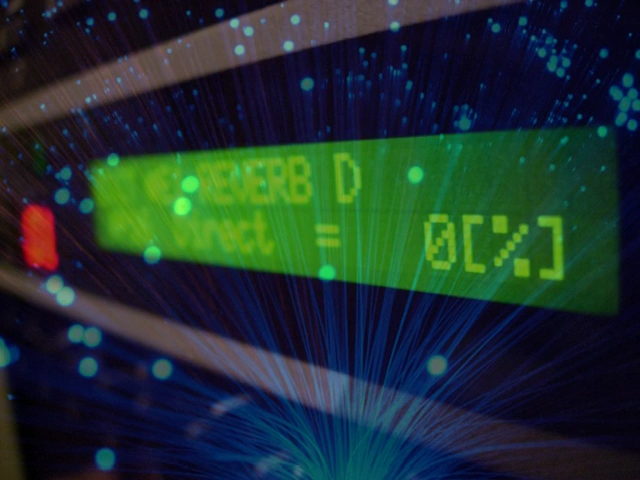 REVERB D
Direct = 0[%]